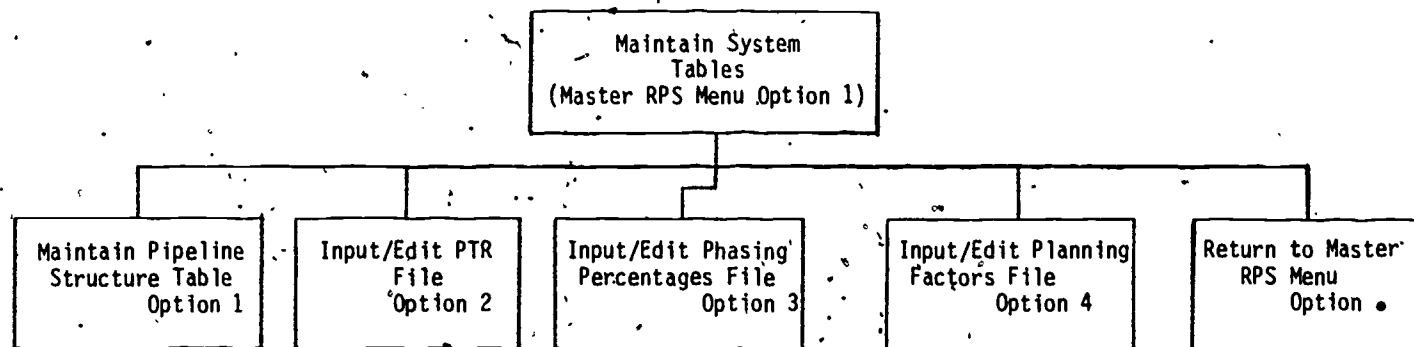 Maintain System
Tables
(Master RPS Menu Option 1)
Maintain Pipeline
Structure Table
Option 1
Input/Edit PTR
File
Option 2
Input/Edit Phasing
Percentages File
Option 3
Input/Edit Planning
Factors File
Option 4
Return to Master
RPS Menu
Option •